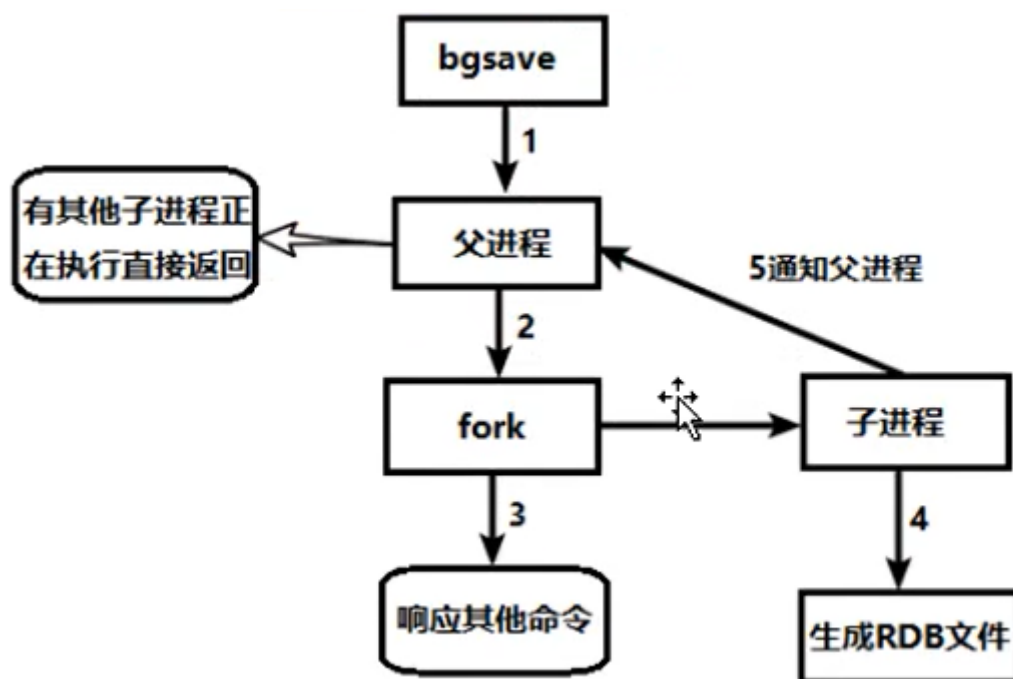 bgsave
1
有其他子进程正
在执行直接返回
父进程
5通知父进程
2
fork
子进程
3
4
响应其他命令
生成RDB文件